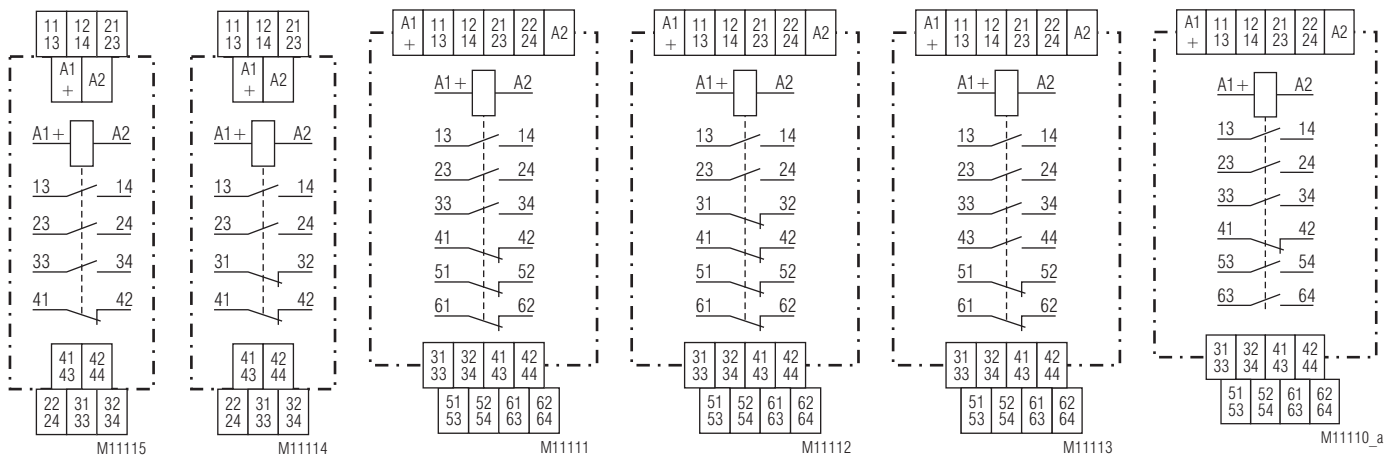 11 12 21
13 14 23
A1 A2
+
A1+ A2
13 14
23 24
33 34
41 42
41 42
43 44
22 31 32
24 33 34
M11115
11 12 21
13 14 23
A1 A2
+
A1+ A2
13 14
23 24
31 32
41 42
41 42
43 44
22 31 32
24 33 34
M11114
A1 11 12 21 22 A2
+ 13 14 23 24
A1+ A2
13 14
23 24
33 34
41 42
51 52
61 62
31 32 41 42
33 34 43 44
51 52 61 62
53 54 63 64
M11111
A1 11 12 21 22 A2
+ 13 14 23 24
A1+ A2
13 14
23 24
31 32
41 42
51 52
61 62
31 32 41 42
33 34 43 44
51 52 61 62
53 54 63 64
M11112
A1 11 12 21 22 A2
+ 13 14 23 24
A1+ A2
13 14
23 24
33 34
43 44
51 52
61 62
31 32 41 42
33 34 43 44
51 52 61 62
53 54 63 64
M11113
A1 11 12 21 22 A2
+ 13 14 23 24
A1+ A2
13 14
23 24
33 34
41 42
53 54
63 64
31 32 41 42
33 34 43 44
51 52 61 62
53 54 63 64
M11110_a